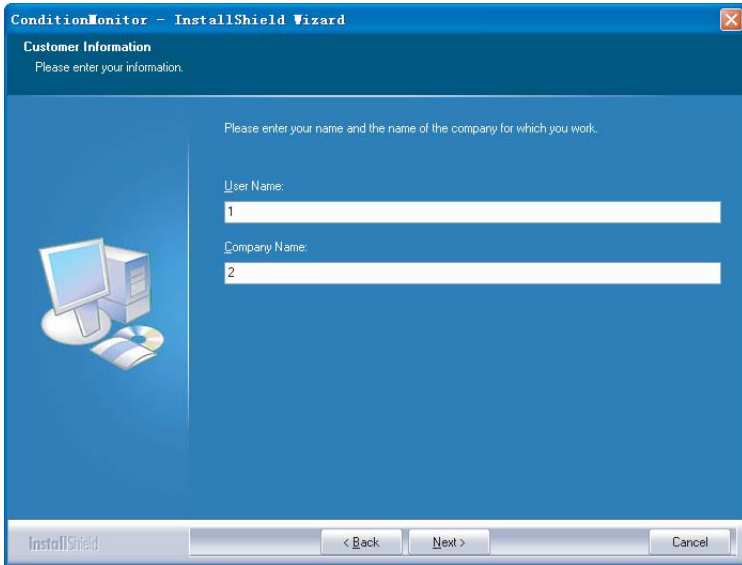 ConditionMonitor - InstallShield Wizard
Customer Information
Please enter your information.
Please enter your name and the name of the company for which you work.
User Name:
1
Company Name:
2
InstallShield
< Back
Next >
Cancel